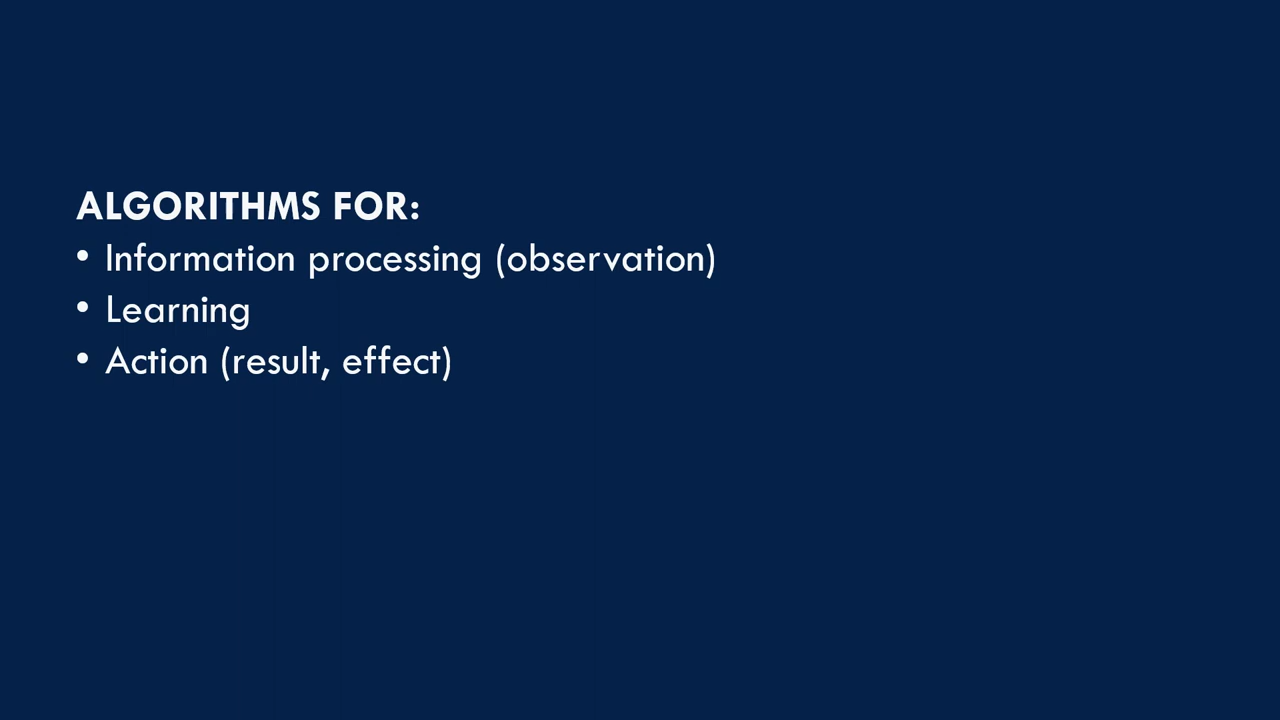 ALGORITHMS FOR:
• Information processing (observation)
• Learning
• Action (result, effect)